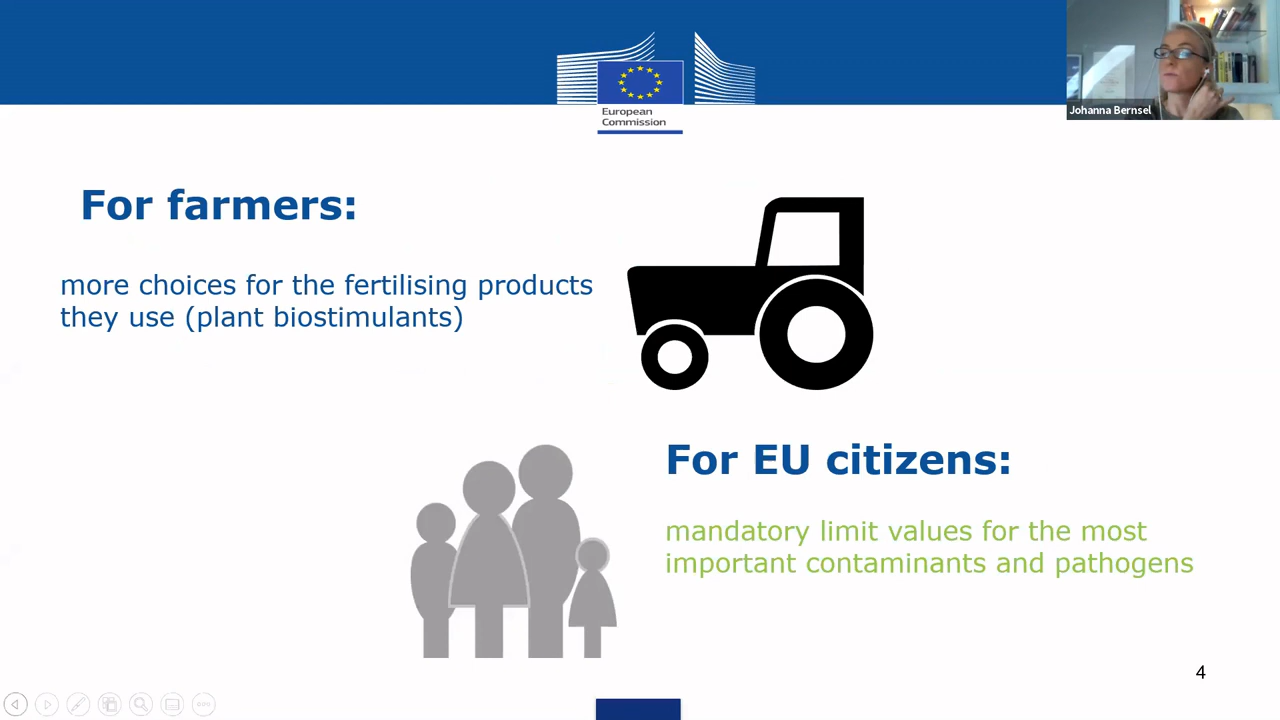 European
Commission
Johanna Bernsel
For farmers:
more choices for the fertilising products
they use (plant biostimulants)
For EU citizens:
mandatory limit values for the most
important contaminants and pathogens
4